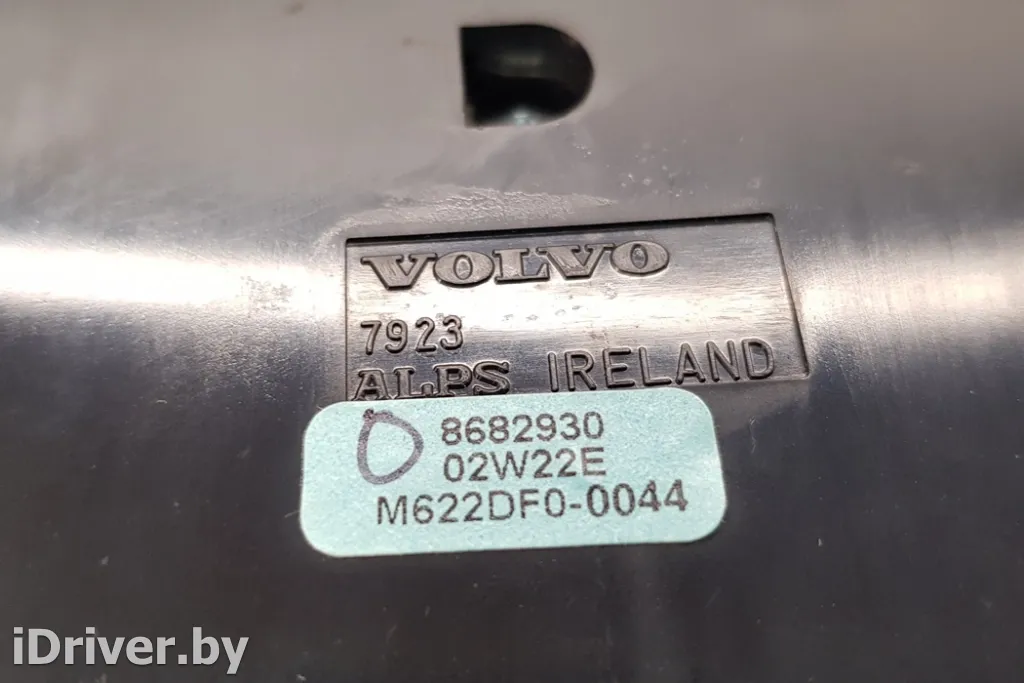 VOLVO
7923
ALPS IRELAND
8682930
02W22E
M622DF0-0044
iDriver.by